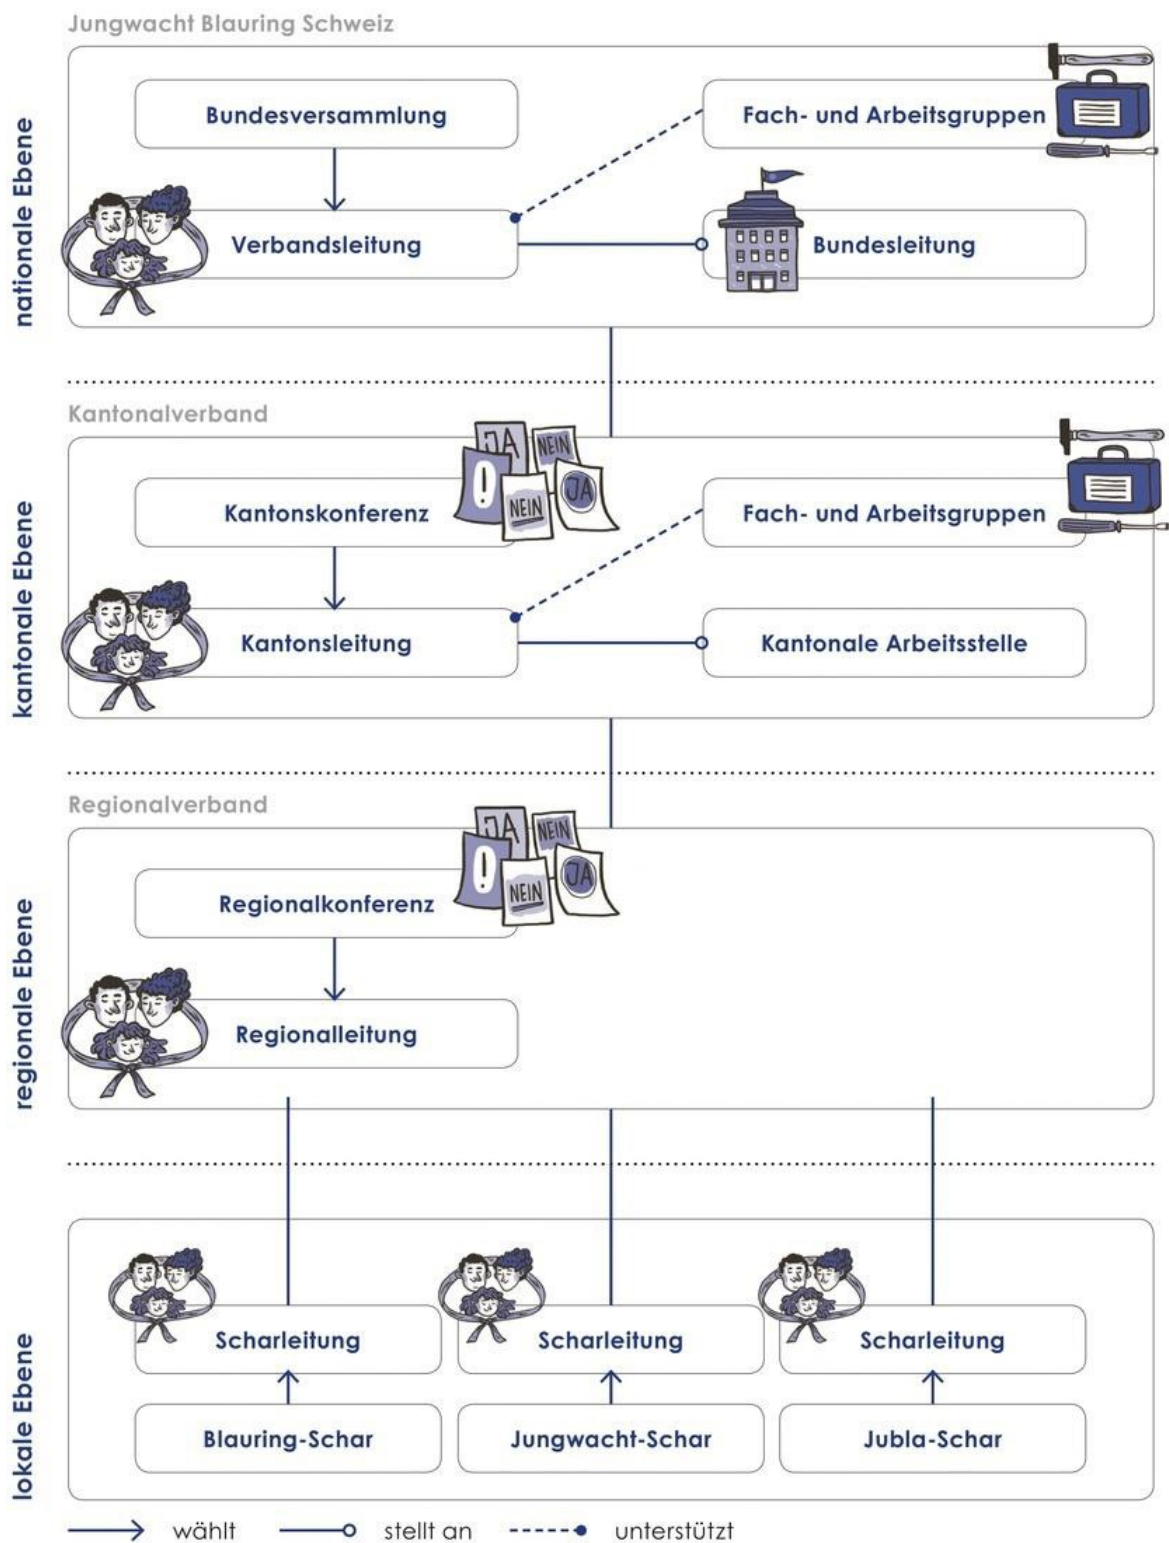 Jungwacht Blauring Schweiz
nationale Ebene
Bundesversammlung
Fach- und Arbeitsgruppen
Verbandsleitung
Bundesleitung
Kantonalverband
kantonale Ebene
JA
NEIN
!
NEIN
JA
Kantonskonferenz
Fach- und Arbeitsgruppen
Kantonsleitung
Kantonale Arbeitsstelle
Regionalverband
regionale Ebene
JA
NEIN
!
NEIN
JA
Regionalkonferenz
Regionalleitung
lokale Ebene
Scharleitung
Scharleitung
Scharleitung
Blauring-Schar
Jungwacht-Schar
Jubla-Schar
wählt
stellt an
unterstützt